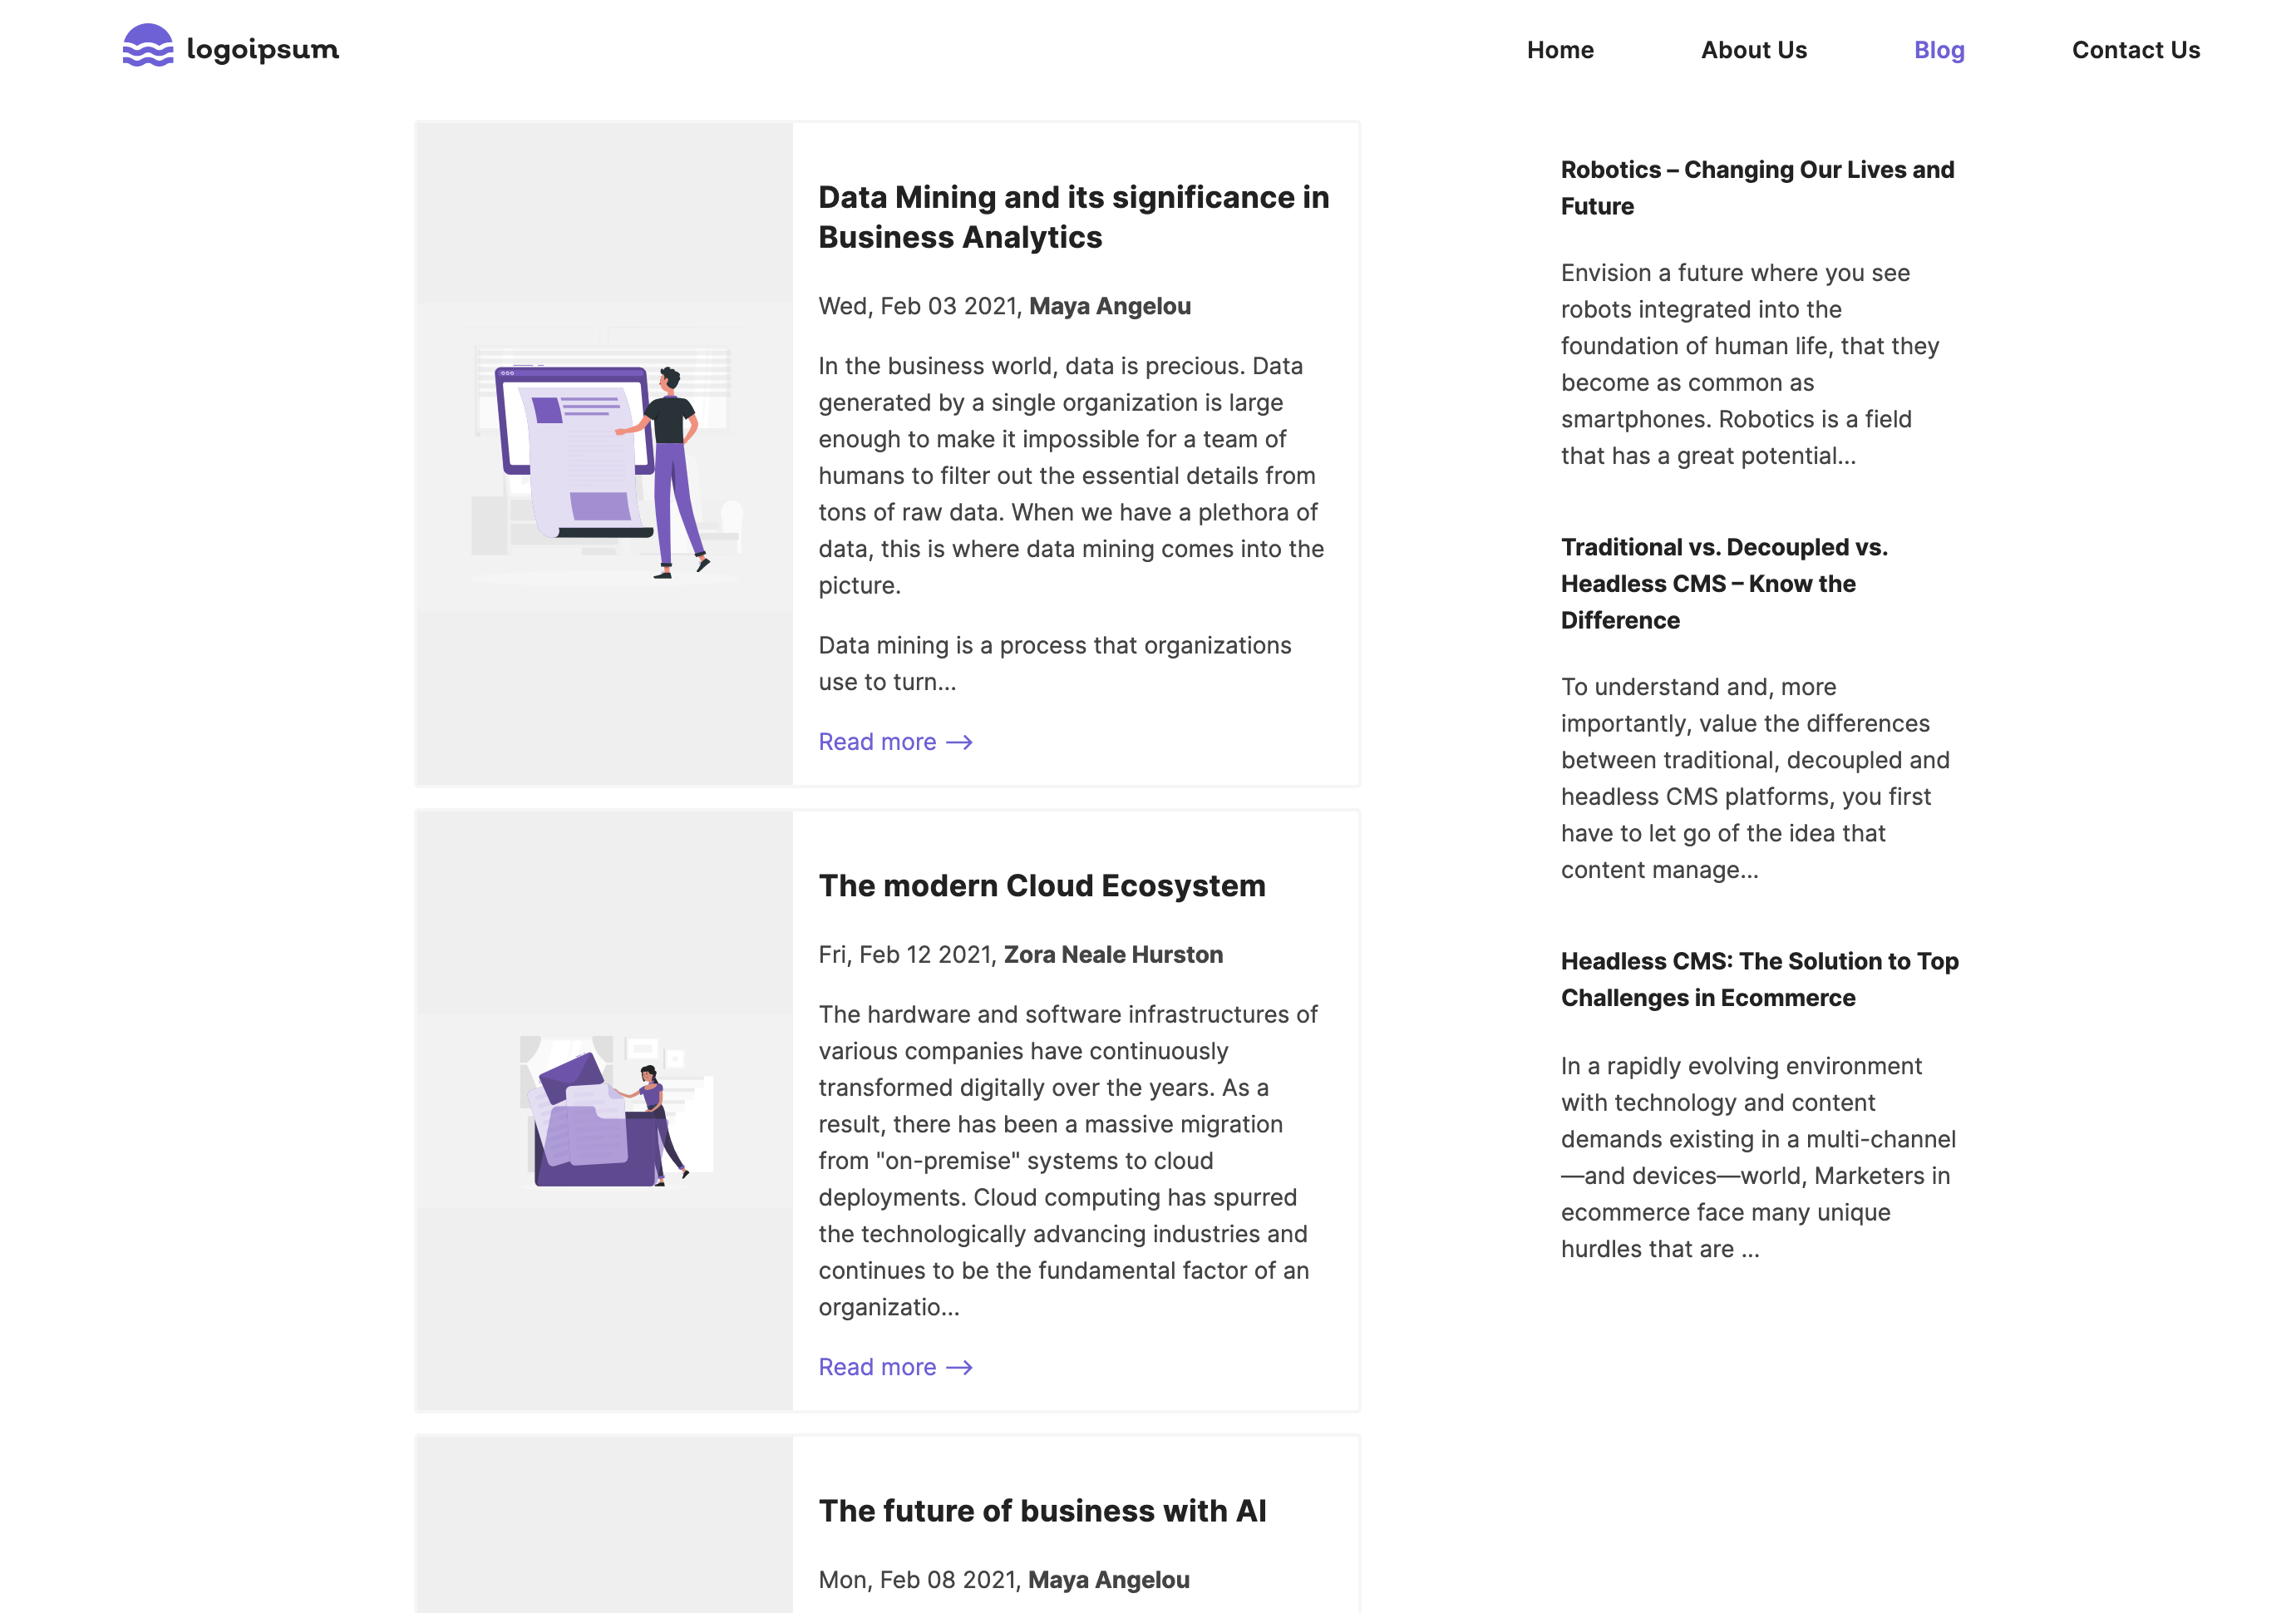 logoipsum
Home
About Us
Blog
Contact Us
Data Mining and its significance in
Business Analytics
Wed, Feb 03 2021, Maya Angelou
In the business world, data is precious. Data
generated by a single organization is large
enough to make it impossible for a team of
humans to filter out the essential details from
tons of raw data. When we have a plethora of
data, this is where data mining comes into the
picture.
Data mining is a process that organizations
use to turn...
Read more →
The modern Cloud Ecosystem
Fri, Feb 12 2021, Zora Neale Hurston
The hardware and software infrastructures of
various companies have continuously
transformed digitally over the years. As a
result, there has been a massive migration
from "on-premise" systems to cloud
deployments. Cloud computing has spurred
the technologically advancing industries and
continues to be the fundamental factor of an
organizatio...
Read more →
The future of business with AI
Mon, Feb 08 2021, Maya Angelou
Robotics – Changing Our Lives and
Future
Envision a future where you see
robots integrated into the
foundation of human life, that they
become as common as
smartphones. Robotics is a field
that has a great potential...
Traditional vs. Decoupled vs.
Headless CMS – Know the
Difference
To understand and, more
importantly, value the differences
between traditional, decoupled and
headless CMS platforms, you first
have to let go of the idea that
content manage...
Headless CMS: The Solution to Top
Challenges in Ecommerce
In a rapidly evolving environment
with technology and content
demands existing in a multi-channel
—and devices—world, Marketers in
ecommerce face many unique
hurdles that are ...